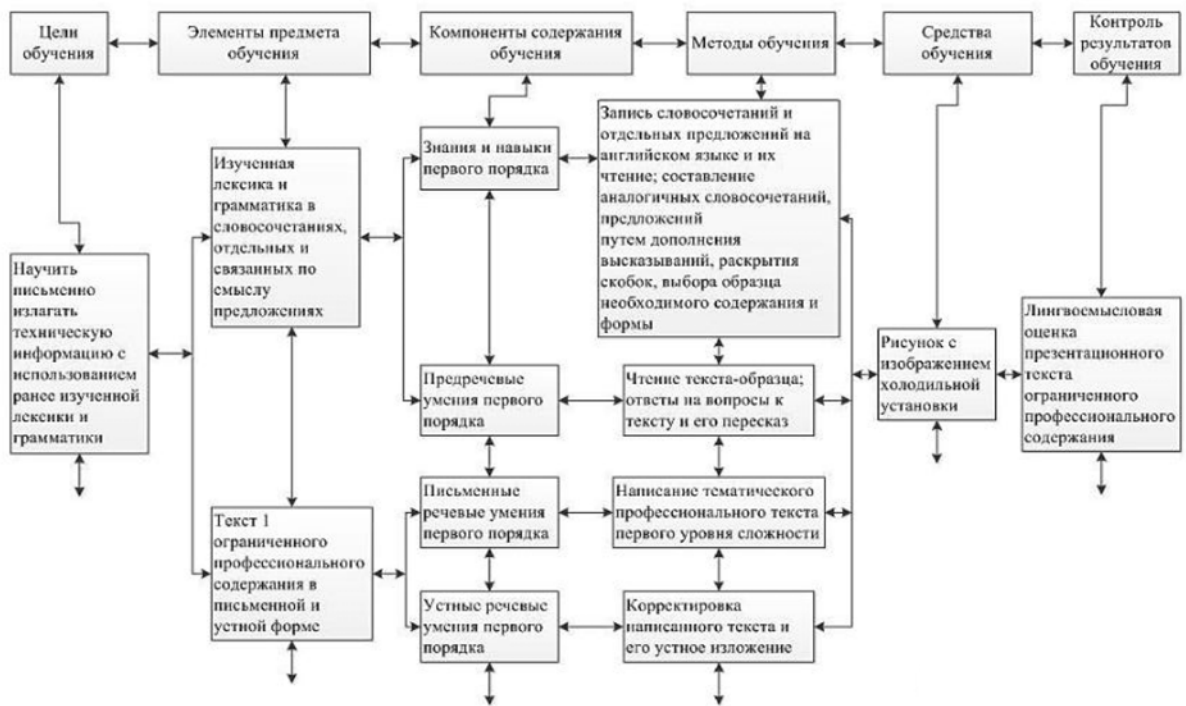 Цели
обучения
Элементы предмета
обучения
Компоненты содержания
обучения
Методы обучения
Средства
обучения
Контроль
результатов
обучения
Научить
письменно
излагать
техническую
информацию с
использованием
ранее изученной
лексики и
грамматики
Изученная
лексика и
грамматика в
словосочетаниях,
отдельных и
связанных по
смыслу
предложениях
Текст 1
ограниченного
профессионального
содержания в
письменной и
устной форме
Знания и навыки
первого порядка
Предречевые
умения первого
порядка
Письменные
речевые умения
первого порядка
Устные речевые
умения первого
порядка
Запись словосочетаний и
отдельных предложений на
английском языке и их
чтение; составление
аналогичных словосочетаний,
предложений
путем дополнения
высказываний, раскрытия
скобок, выбора образца
необходимого содержания и
формы
Чтение текста-образца;
ответы на вопросы к
тексту и его пересказ
Написание тематического
профессионального текста
первого уровня сложности
Корректировка
написанного текста и
его устное изложение
Рисунок с
изображением
холодильной
установки
Лингвосмысловая
оценка
презентационного
текста
ограниченного
профессионального
содержания